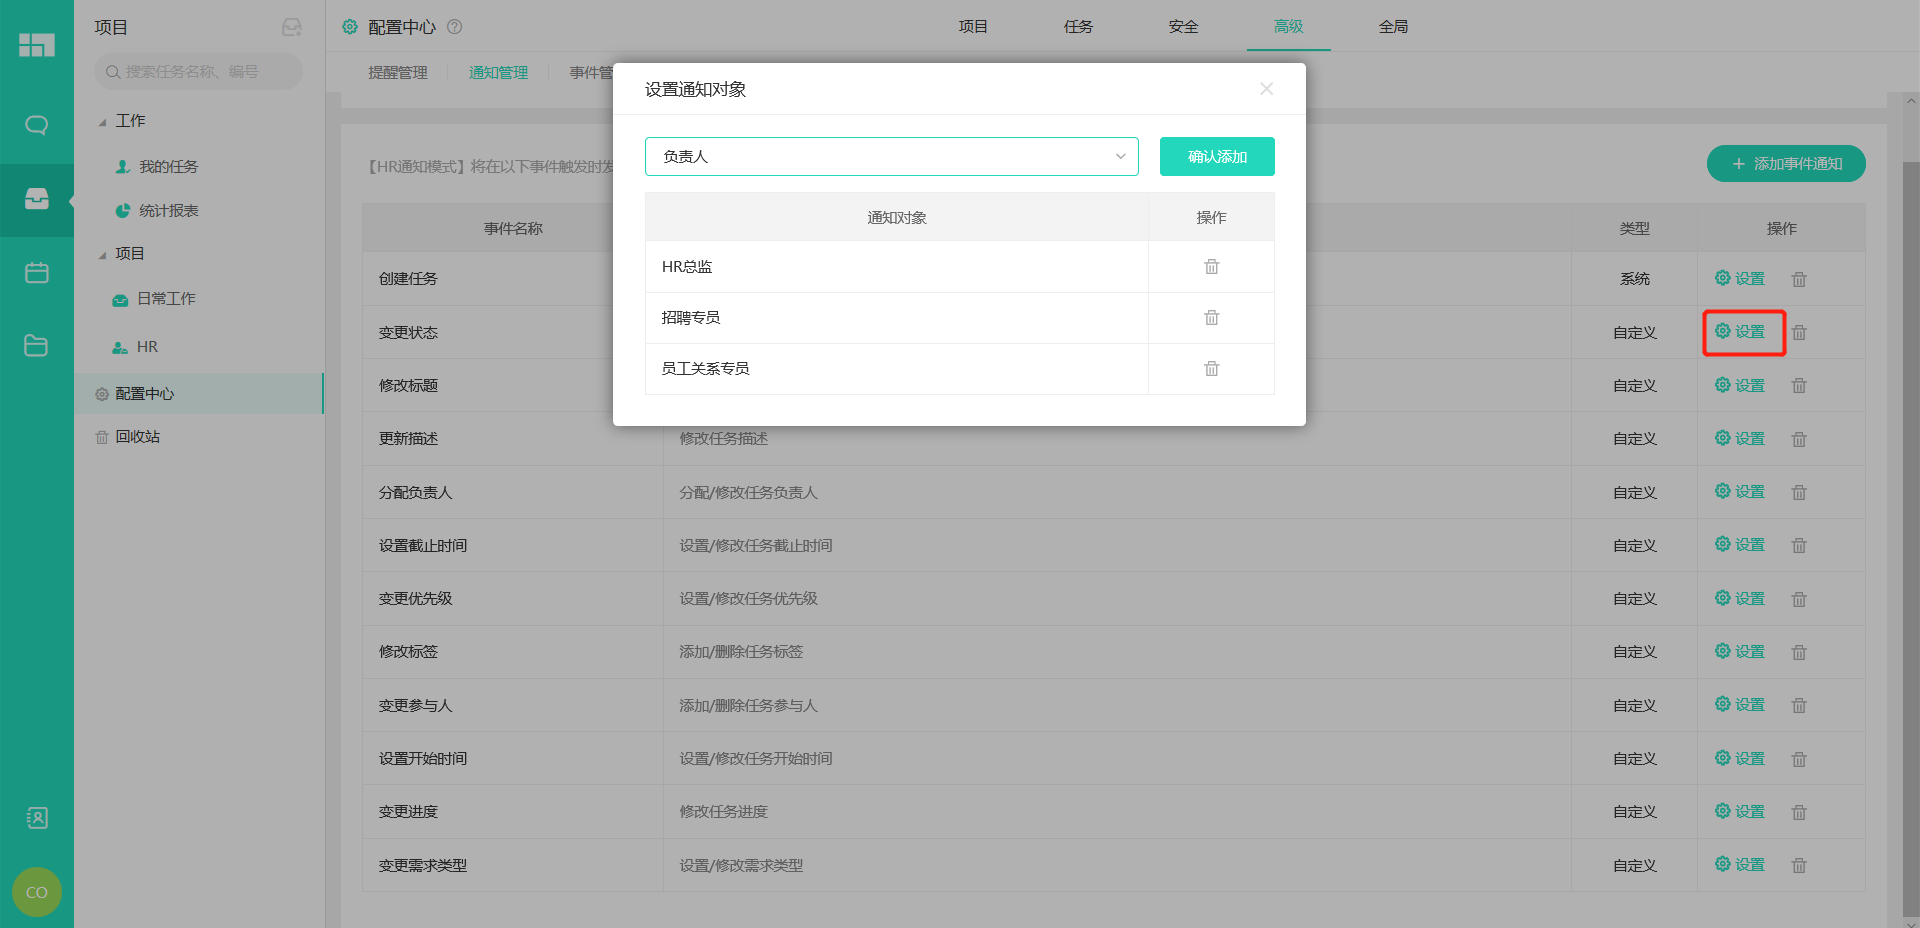 项目
搜索任务名称、编号
工作
我的任务
统计报表
项目
日常工作
HR
配置中心
回收站
CO
配置中心
项目 任务 安全 高级 全局
提醒管理 通知管理 事件管
设置通知对象
负责人 确认添加
通知对象 操作
HR总监
招聘专员
员工关系专员
【HR通知模式】将在以下事件触发时发
添加事件通知
事件名称 类型 操作
创建任务 系统 设置
变更状态 自定义 设置
修改标题 自定义 设置
更新描述 修改任务描述 自定义 设置
分配负责人 分配/修改任务负责人 自定义 设置
设置截止时间 设置/修改任务截止时间 自定义 设置
变更优先级 设置/修改任务优先级 自定义 设置
修改标签 添加/删除任务标签 自定义 设置
变更参与人 添加/删除任务参与人 自定义 设置
设置开始时间 设置/修改任务开始时间 自定义 设置
变更进度 修改任务进度 自定义 设置
变更需求类型 设置/修改需求类型 自定义 设置